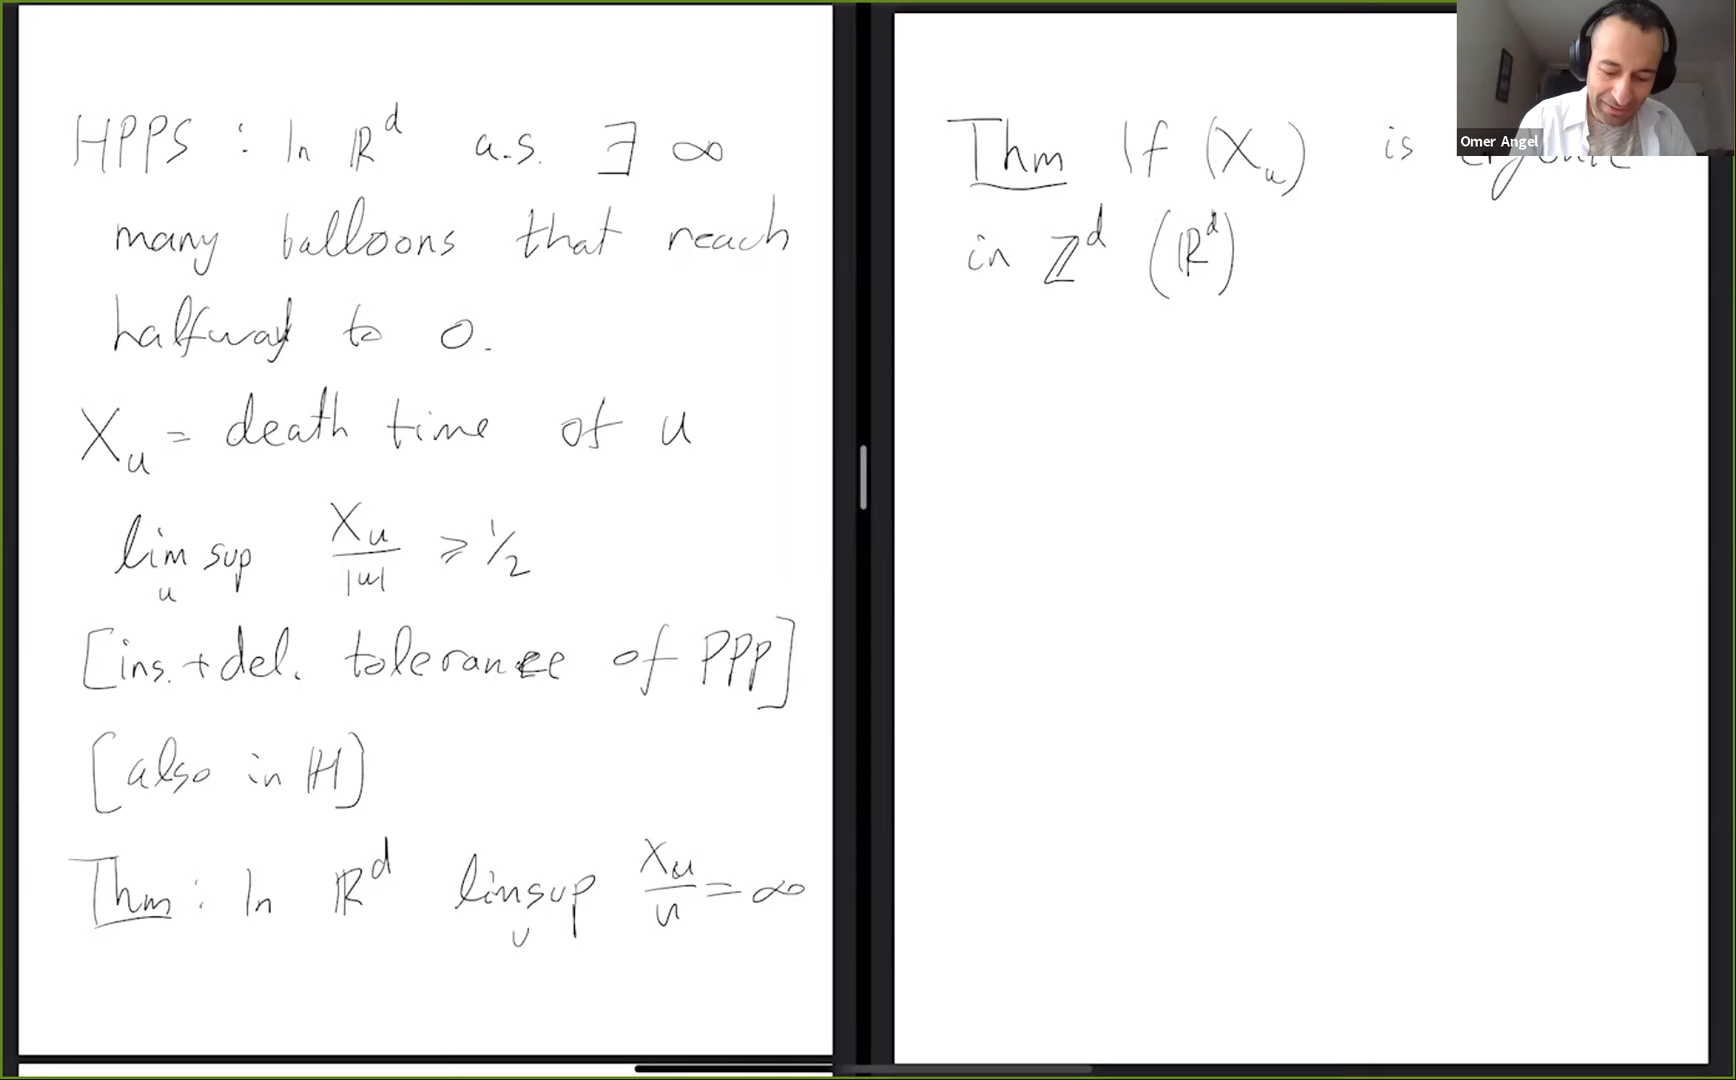 HPPS : In ℝ^d a.s. ∃ ∞
many balloons that reach
halfway to 0.
X_u = death time of u
lim sup_u X_u/|u| ≥ 1/2
[ins. + del. tolerance of PPP]
[also in ℍ]
Thm : In ℝ^d limsup_u X_u/u = ∞
Thm If (X_u) is
in ℤ^d (ℝ^d)
Omer Angel